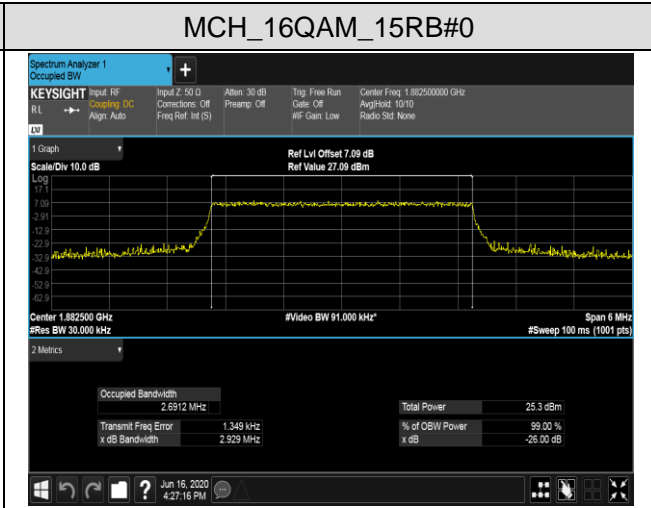 MCH_16QAM_15RB#0
Spectrum Analyzer 1
Occupied BW
KEYSIGHT
RL
Input: RF
Coupling: DC
Align: Auto
Input Z: 50 Ω
Corrections: Off
Freq Ref: Int (S)
Atten: 30 dB
Preamp: Off
Trig: Free Run
Gate: Off
#IF Gain: Low
Center Freq: 1.882500000 GHz
Avg|Hold: 10/10
Radio Std: None
LXI
1 Graph
Scale/Div 10.0 dB
Ref Lvl Offset 7.09 dB
Ref Value 27.09 dBm
Log
17.1
7.09
-2.91
-12.9
-22.9
-32.9
-42.9
-52.9
-62.9
Center 1.882500 GHz
#Video BW 91.000 kHz*
Span 6 MHz
#Res BW 30.000 kHz
#Sweep 100 ms (1001 pts)
2 Metrics
Occupied Bandwidth
2.6912 MHz
Total Power 25.3 dBm
Transmit Freq Error 1.349 kHz
% of OBW Power 99.00 %
x dB Bandwidth 2.929 MHz
x dB -26.00 dB
?
Jun 16, 2020
4:27:16 PM